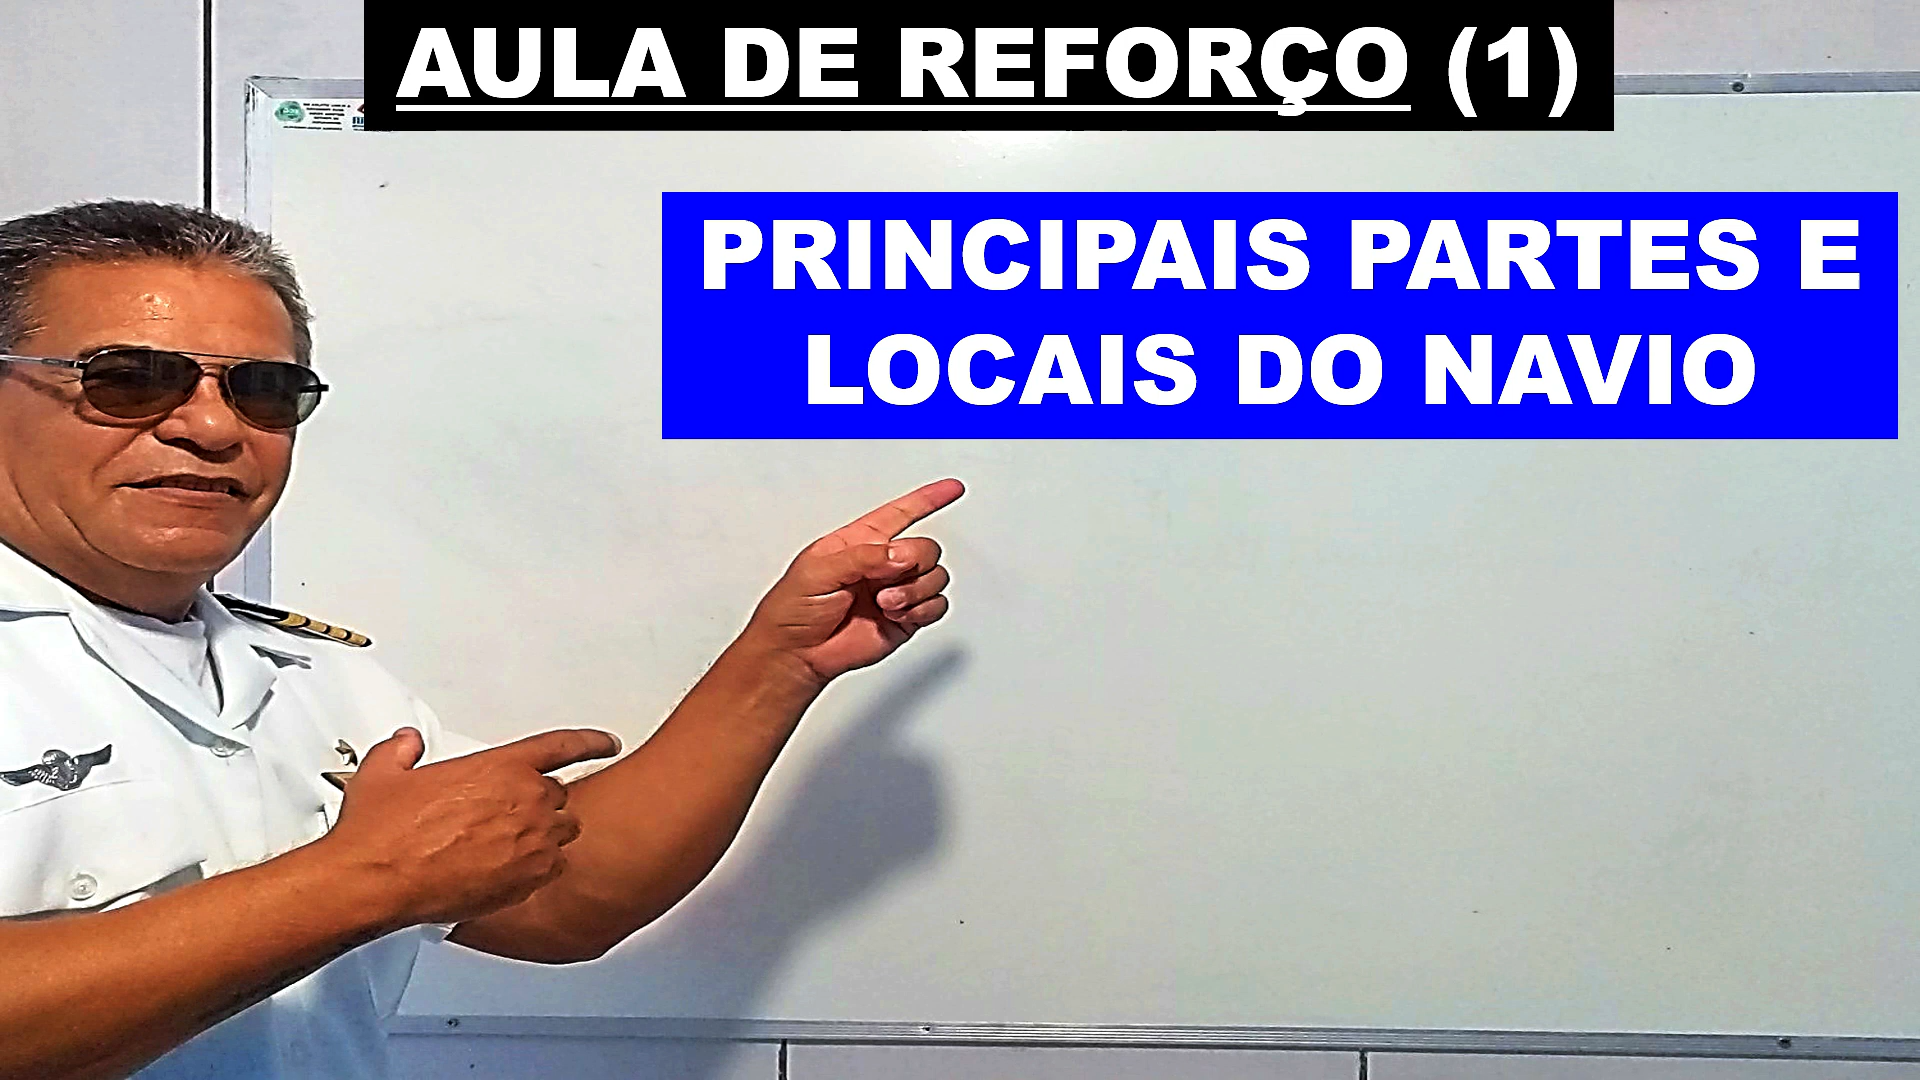 AULA DE REFORÇO (1)
PRINCIPAIS PARTES E
LOCAIS DO NAVIO